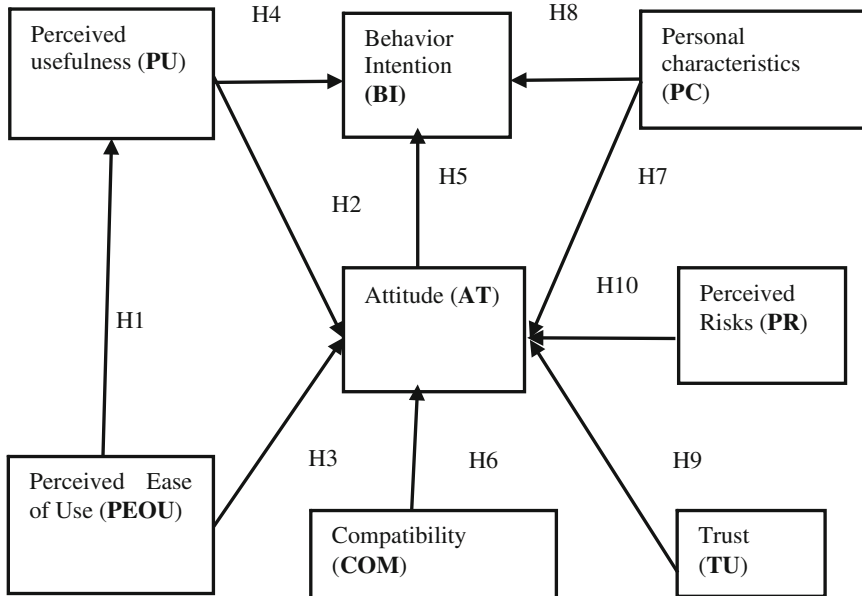 H4
H8
Perceived
usefulness (PU)
Behavior
Intention
(BI)
Personal
characteristics
(PC)
H5
H7
H2
Attitude (AT)
H10
Perceived
Risks (PR)
H1
H3
H6
H9
Perceived Ease
of Use (PEOU)
Compatibility
(COM)
Trust
(TU)